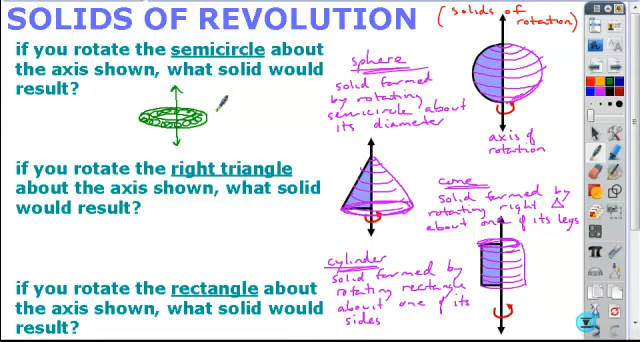 SOLIDS OF REVOLUTION
(solids of
rotation)
if you rotate the semicircle about
the axis shown, what solid would
result?
sphere
solid formed
by rotating
semicircle about
its diameter
axis of
rotation
if you rotate the right triangle
about the axis shown, what solid
would result?
cone
solid formed by
rotating right △
about one of its legs
if you rotate the rectangle about
the axis shown, what solid would
result?
cylinder
solid formed by
rotating rectangle
about one of its
sides